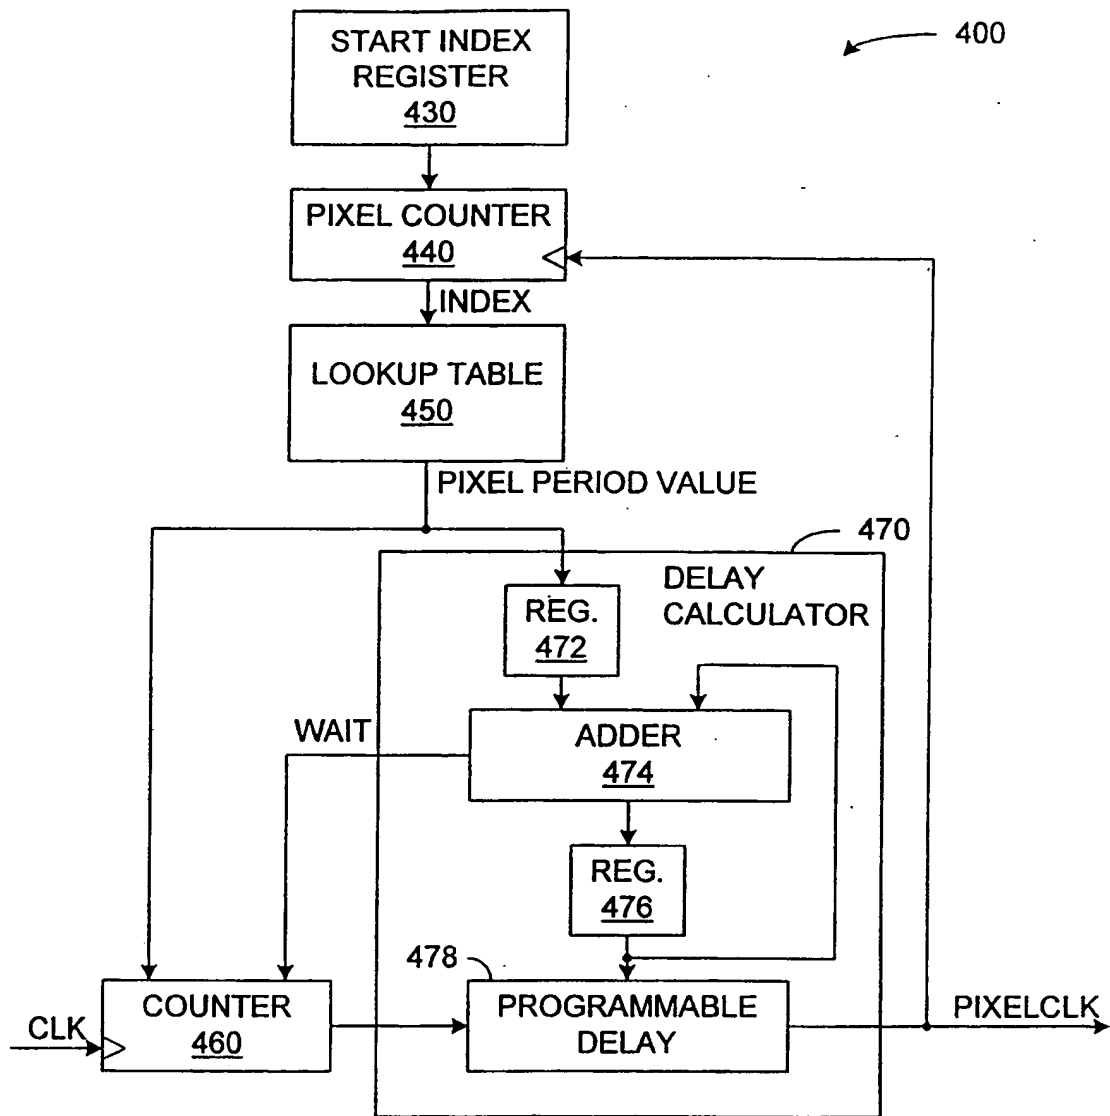 START INDEX
REGISTER
430
400
PIXEL COUNTER
440
INDEX
LOOKUP TABLE
450
PIXEL PERIOD VALUE
470
DELAY
CALCULATOR
REG.
472
WAIT
ADDER
474
REG.
476
478
COUNTER
460
CLK
PROGRAMMABLE
DELAY
PIXELCLK